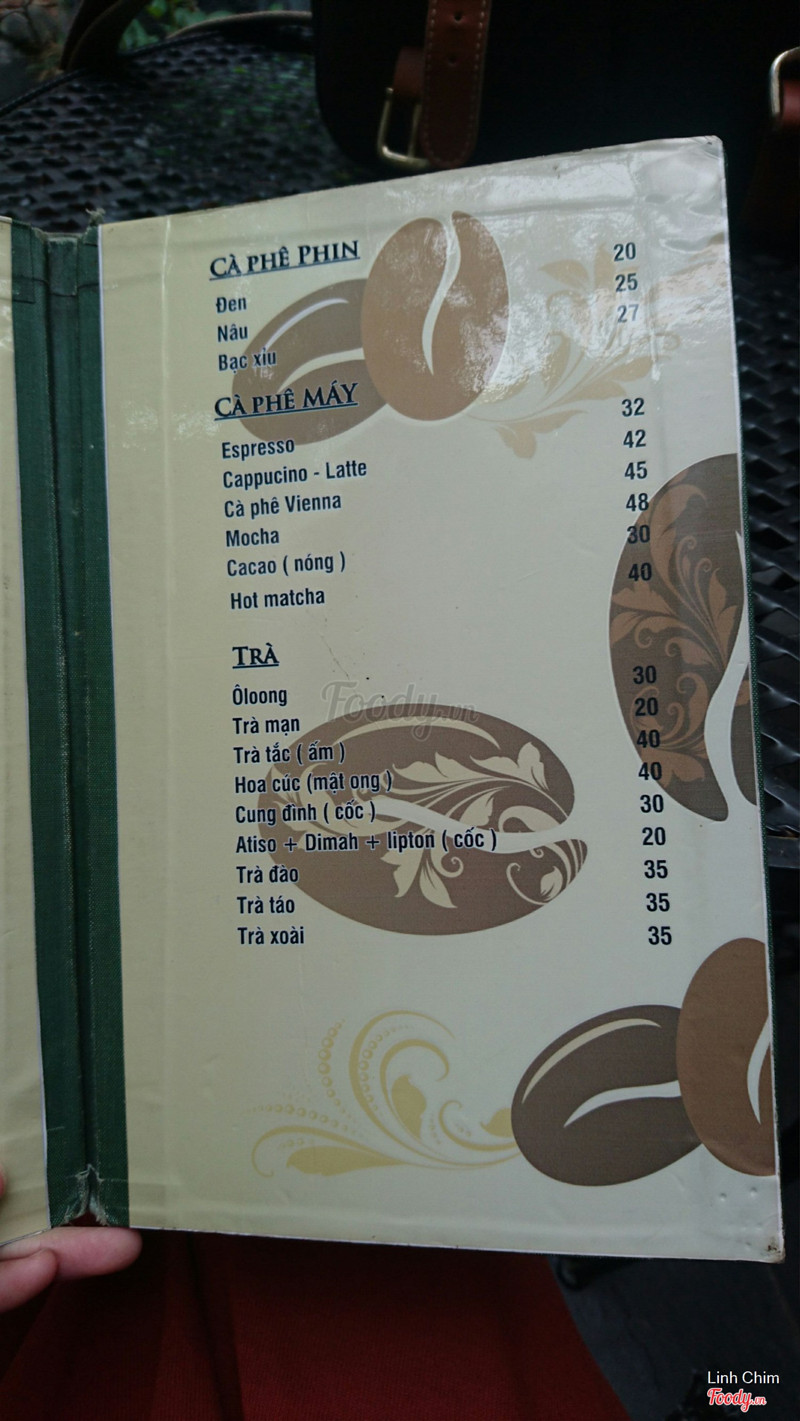 CÀ PHÊ PHIN
Đen 20
Nâu 25
Bạc xỉu 27
CÀ PHÊ MÁY
Espresso 32
Cappucino - Latte 42
Cà phê Vienna 45
Mocha 48
Cacao ( nóng ) 30
Hot matcha 40
TRÀ
Ôloong 30
Trà mạn 20
Trà tắc ( ấm ) 40
Hoa cúc (mật ong ) 40
Cung đình ( cốc ) 30
Atiso + Dimah + lipton ( cốc ) 20
Trà đào 35
Trà táo 35
Trà xoài 35
Foody.vn
Linh Chim
Foody.vn